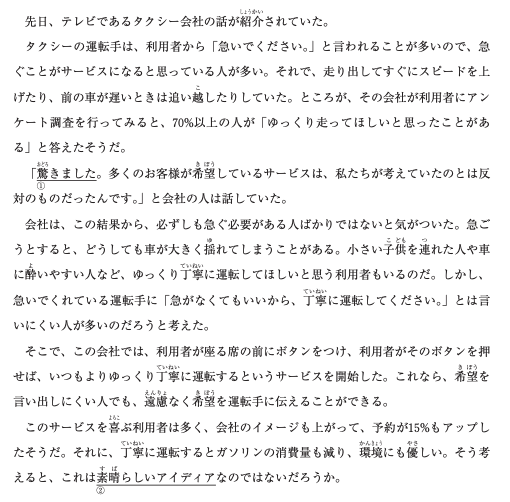 先日、テレビであるタクシー会社の話が紹介されていた。
タクシーの運転手は、利用者から「急いでください。」と言われることが多いので、急
ぐことがサービスになると思っている人が多い。それで、走り出してすぐにスピードを上
げたり、前の車が遅いときは追い越したりしていた。ところが、その会社が利用者にアン
ケート調査を行ってみると、70%以上の人が「ゆっくり走ってほしいと思ったことがあ
る」と答えたそうだ。
「驚きました。多くのお客様が希望しているサービスは、私たちが考えていたのとは反
①
対のものだったんです。」と会社の人は話していた。
会社は、この結果から、必ずしも急ぐ必要がある人ばかりではないと気がついた。急ご
うとすると、どうしても車が大きく揺れてしまうことがある。小さい子供を連れた人や車
に酔いやすい人など、ゆっくり丁寧に運転してほしいと思う利用者もいるのだ。しかし、
急いでくれている運転手に「急がなくてもいいから、丁寧に運転してください。」とは言
いにくい人が多いのだろうと考えた。
そこで、この会社では、利用者が座る席の前にボタンをつけ、利用者がそのボタンを押
せば、いつもよりゆっくり丁寧に運転するというサービスを開始した。これなら、希望を
言い出しにくい人でも、遠慮なく希望を運転手に伝えることができる。
このサービスを喜ぶ利用者は多く、会社のイメージも上がって、予約が15%もアップし
たそうだ。それに、丁寧に運転するとガソリンの消費量も減り、環境にも優しい。そう考
えると、これは素晴らしいアイディアなのではないだろうか。
②